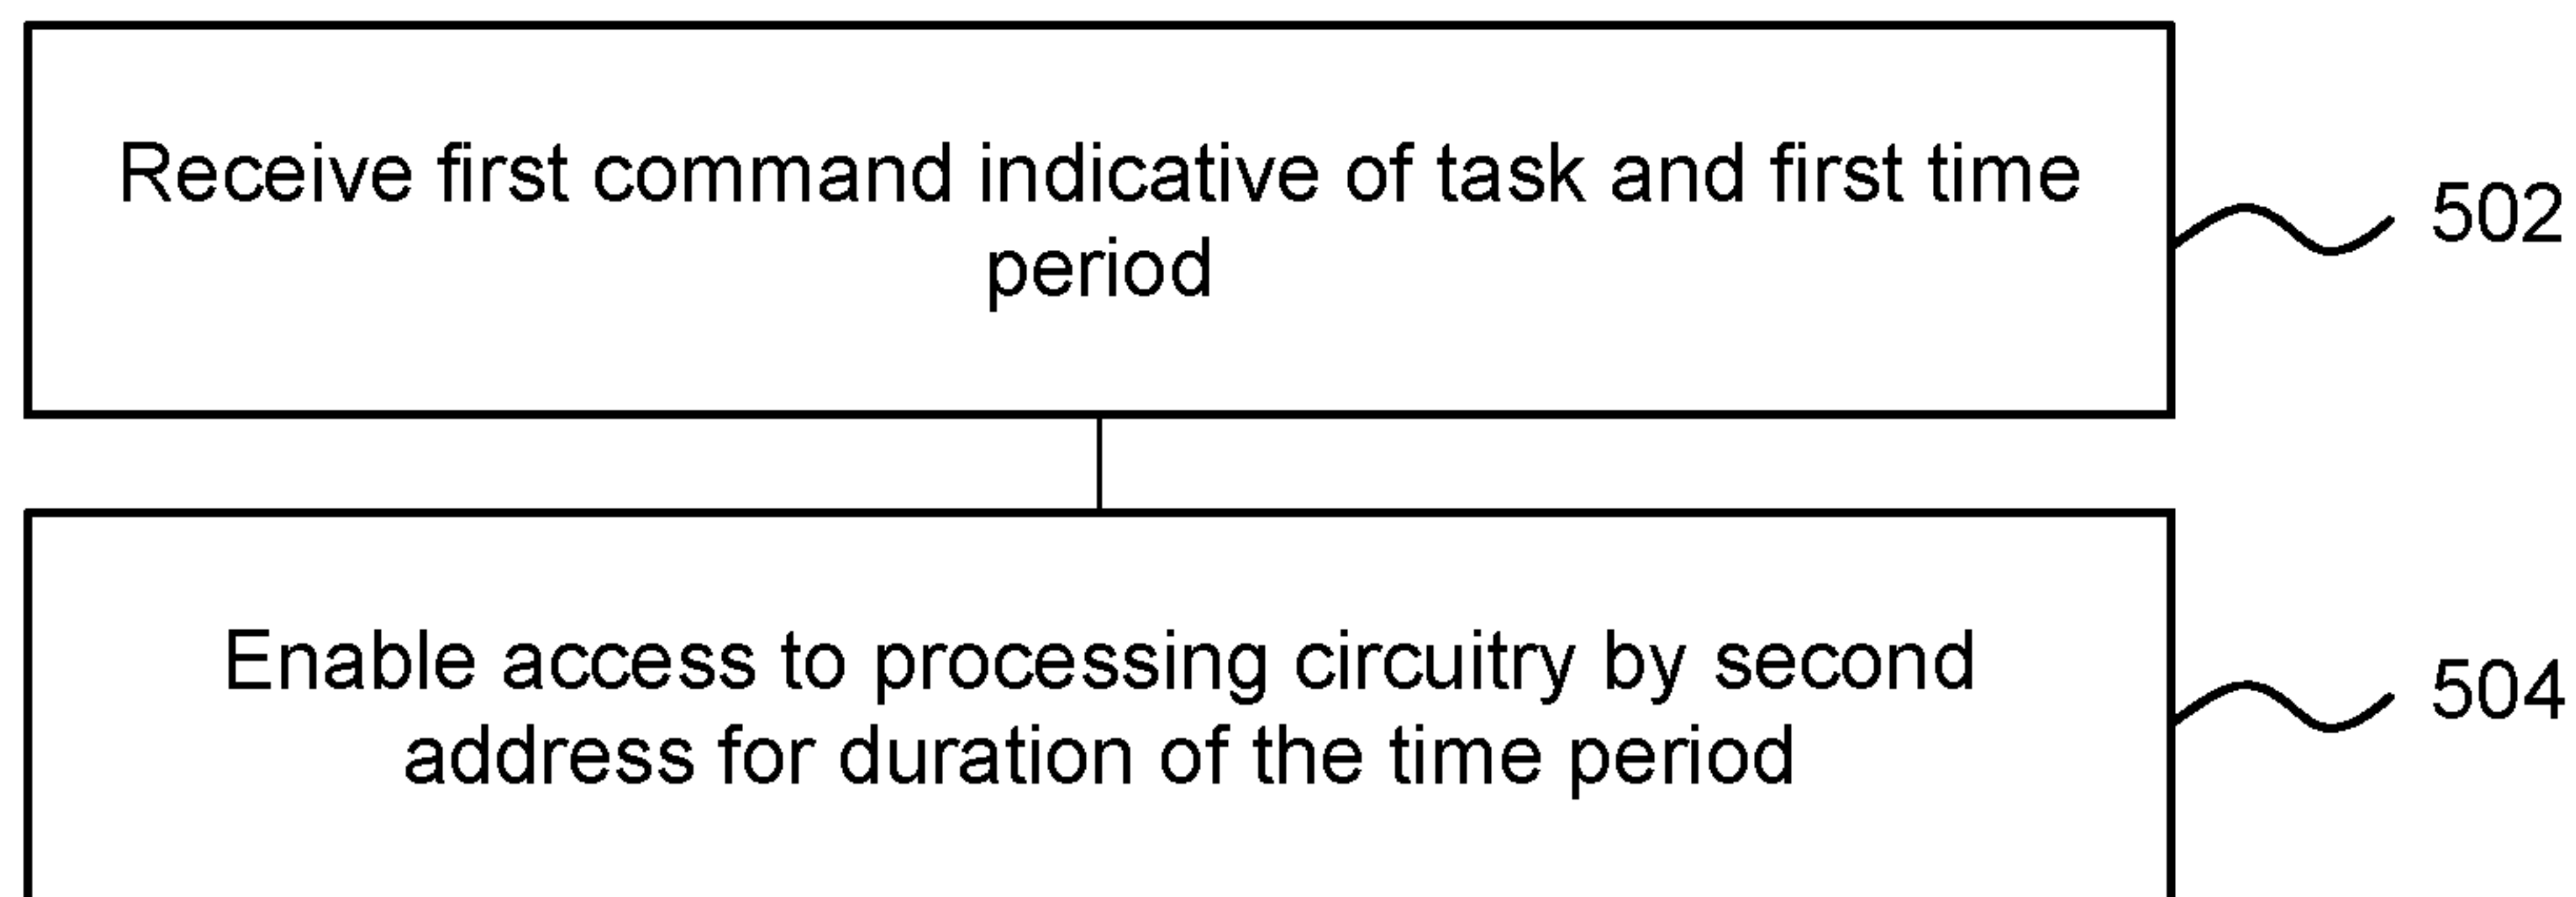 Receive first command indicative of task and first time
period
502
Enable access to processing circuitry by second
address for duration of the time period
504